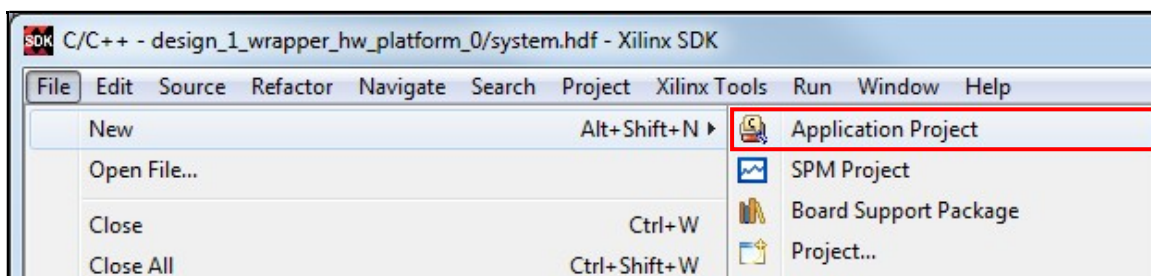 SDK C/C++ - design_1_wrapper_hw_platform_0/system.hdf - Xilinx SDK
File Edit Source Refactor Navigate Search Project Xilinx Tools Run Window Help
New Alt+Shift+N Application Project
Open File... SPM Project
Close Ctrl+W Board Support Package
Close All Ctrl+Shift+W Project...